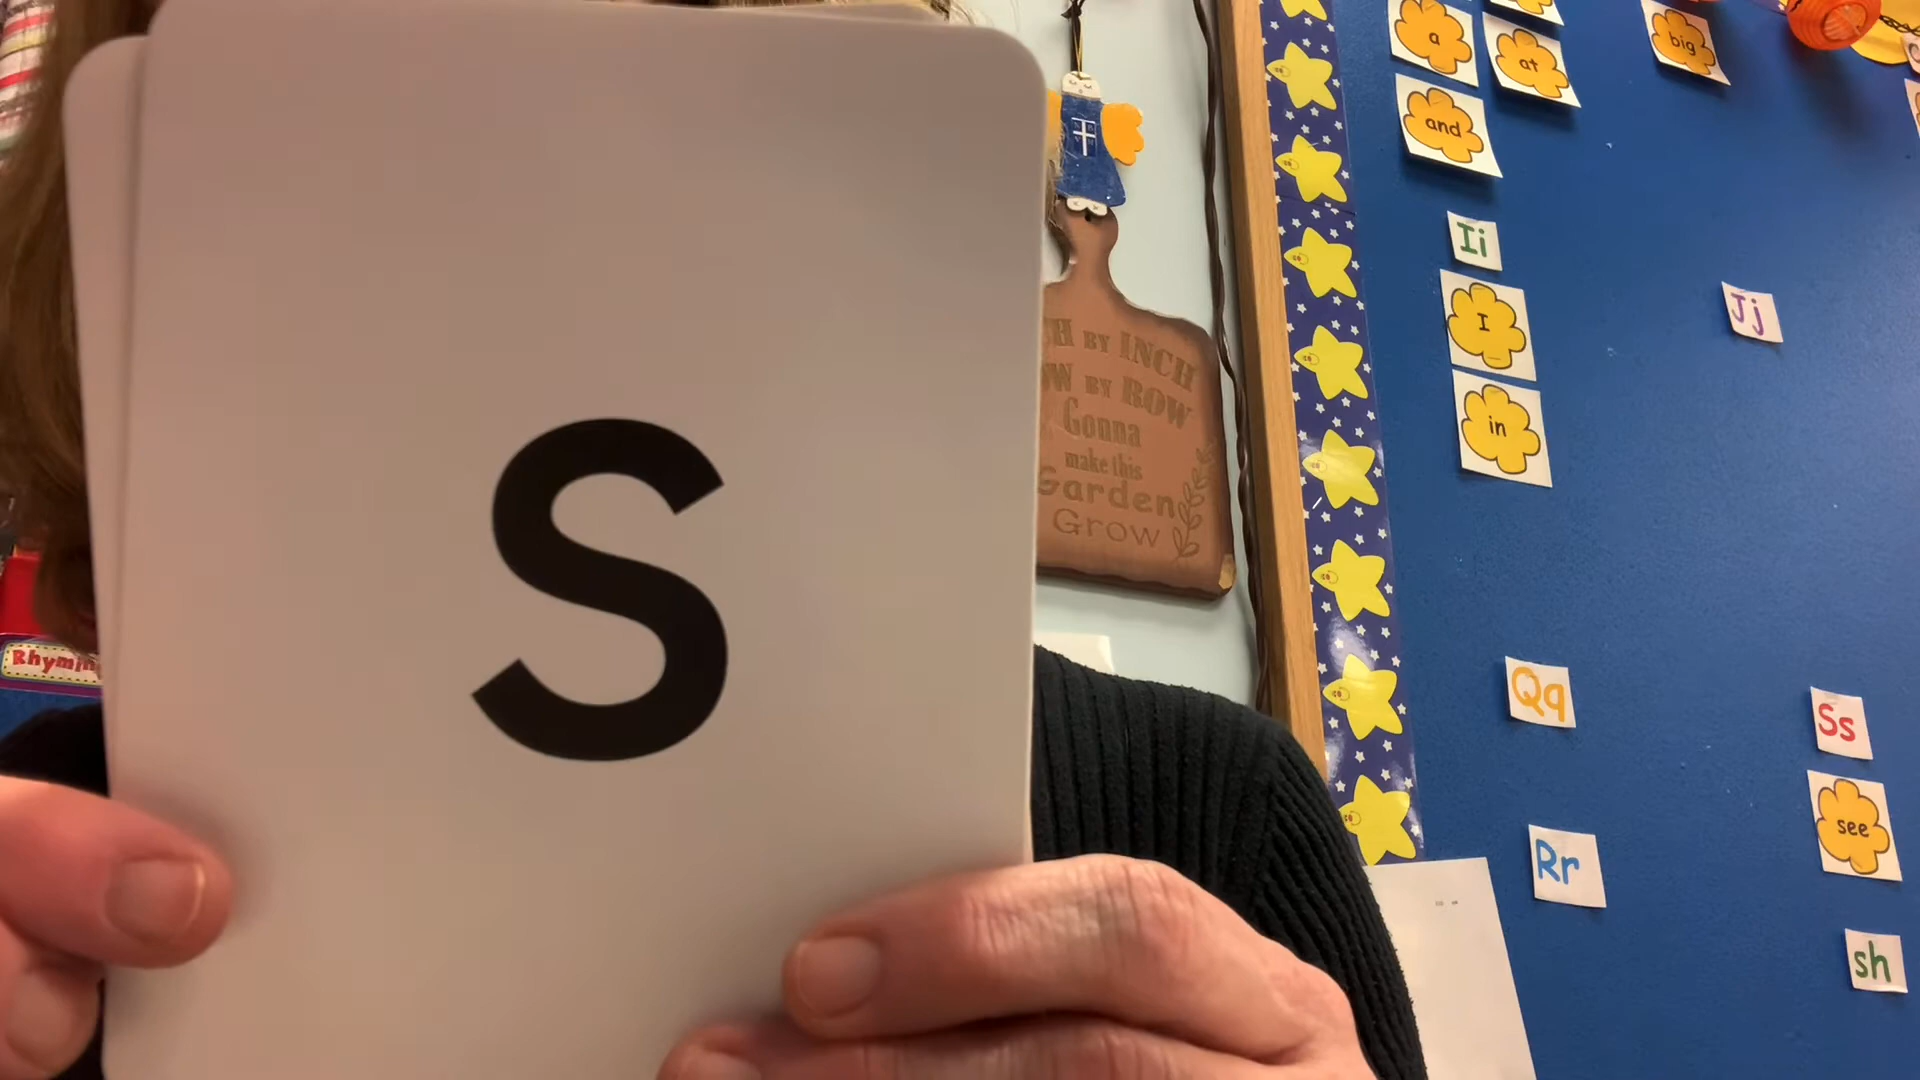 s
BY INCH
BY ROW
Gonna
make this
Garden
Grow
a
at
and
big
Ii
I
in
Jj
Qq
Rr
Ss
see
sh